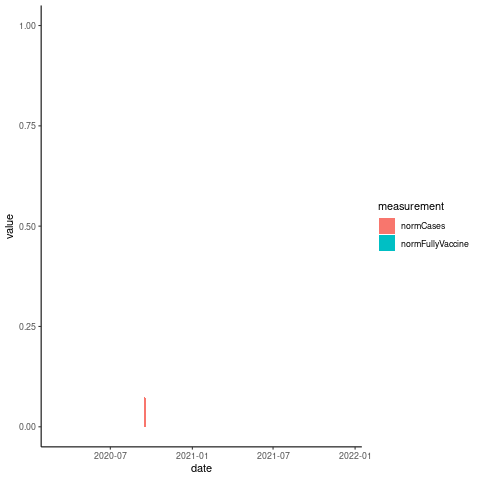 1.00
0.75
0.50
0.25
0.00
value
2020-07 2021-01 2021-07 2022-01
date
measurement
normCases
normFullyVaccine